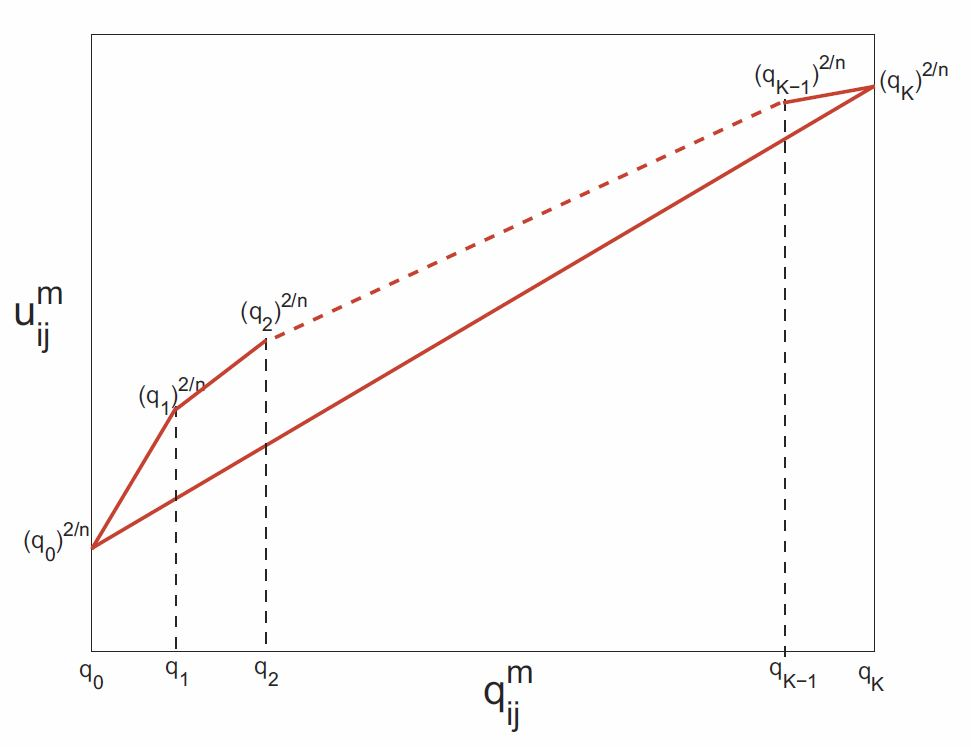 (q_{K−1})^{2/n}
(q_K)^{2/n}
u_{ij}^m
(q_2)^{2/n}
(q_1)^{2/n}
(q_0)^{2/n}
q_0
q_1
q_2
q_{ij}^m
q_{K−1}
q_K